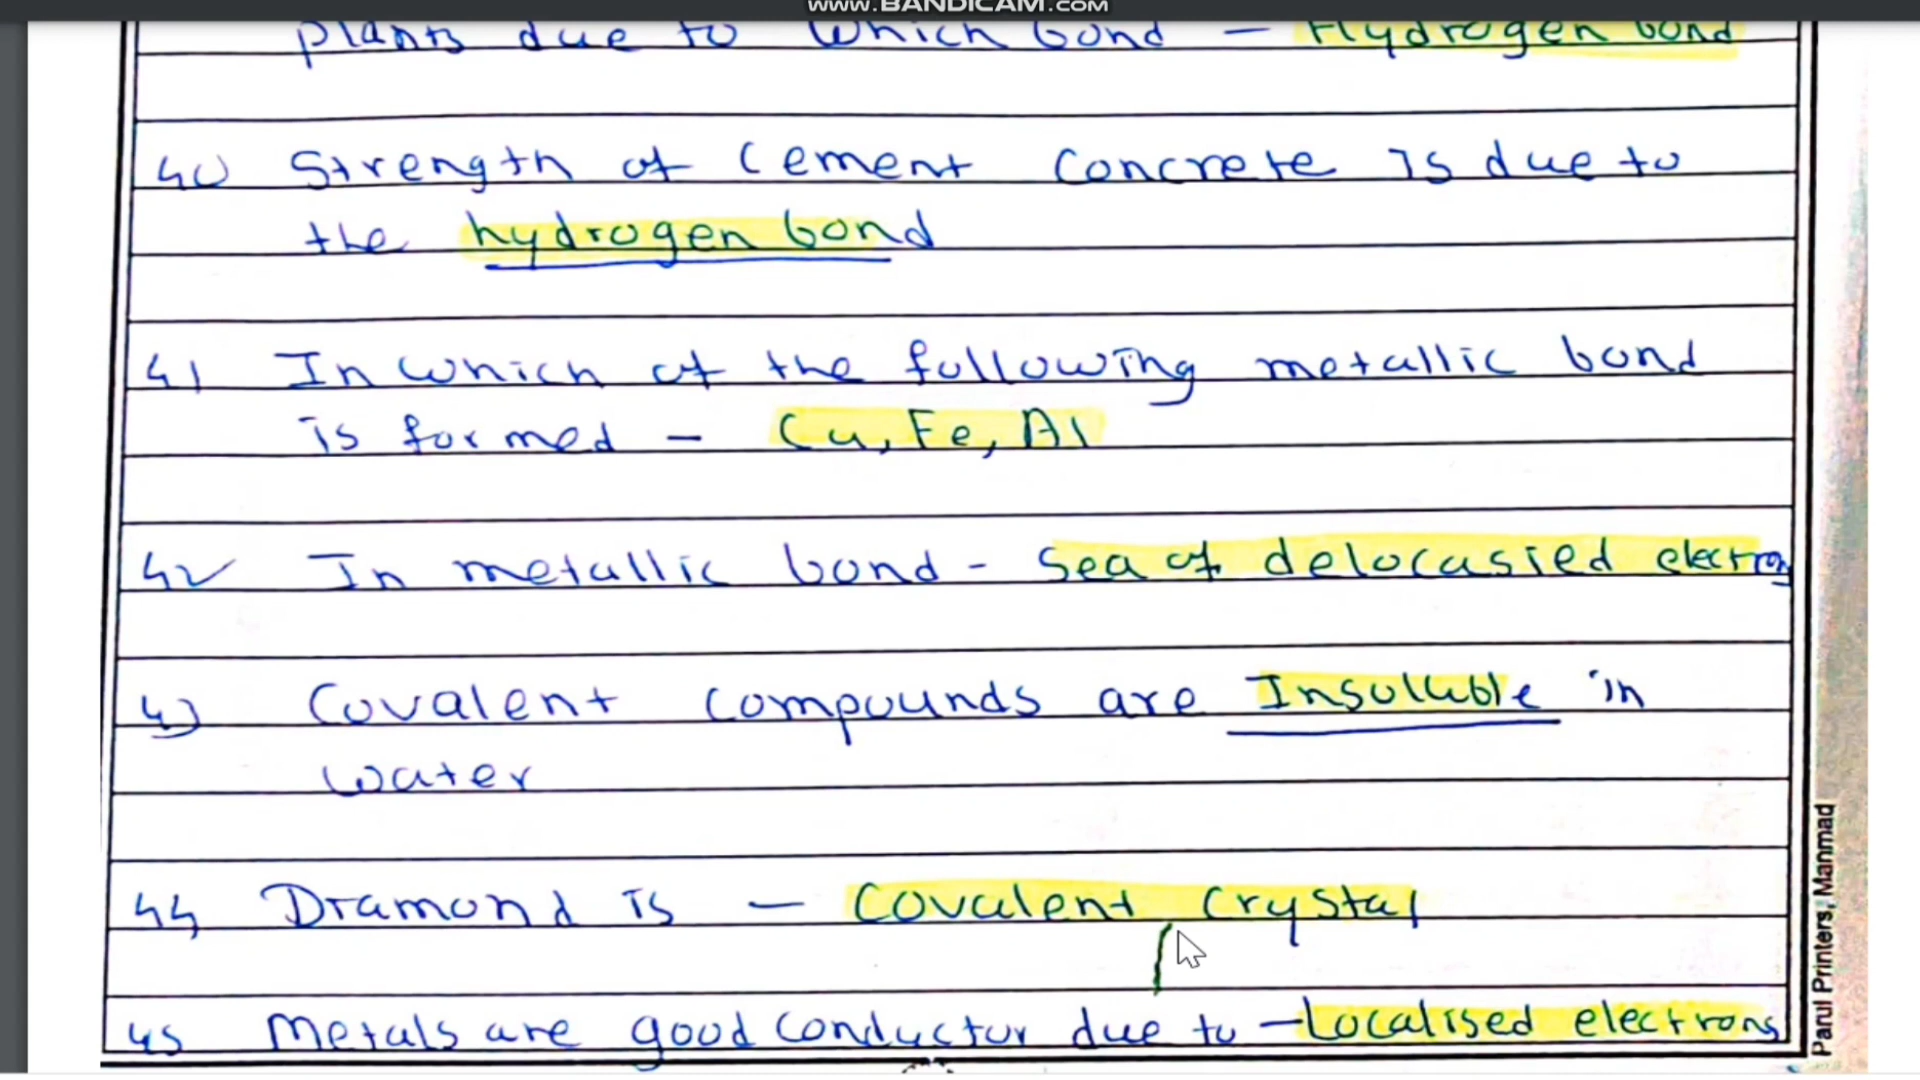 WWW.BANDICAM.COM
plants due to which bond - Hydrogen bond
40 Strength of Cement Concrete is due to
the hydrogen bond
41 In which of the following metallic bond
is formed - Cu, Fe, Al
42 In metallic bond - Sea of delocasied electrons
43 Covalent compounds are Insoluble in
water
44 Diamond is - Covalent Crystal
45 Metals are good conductor due to - Localised electrons
Parul Printers, Manmad